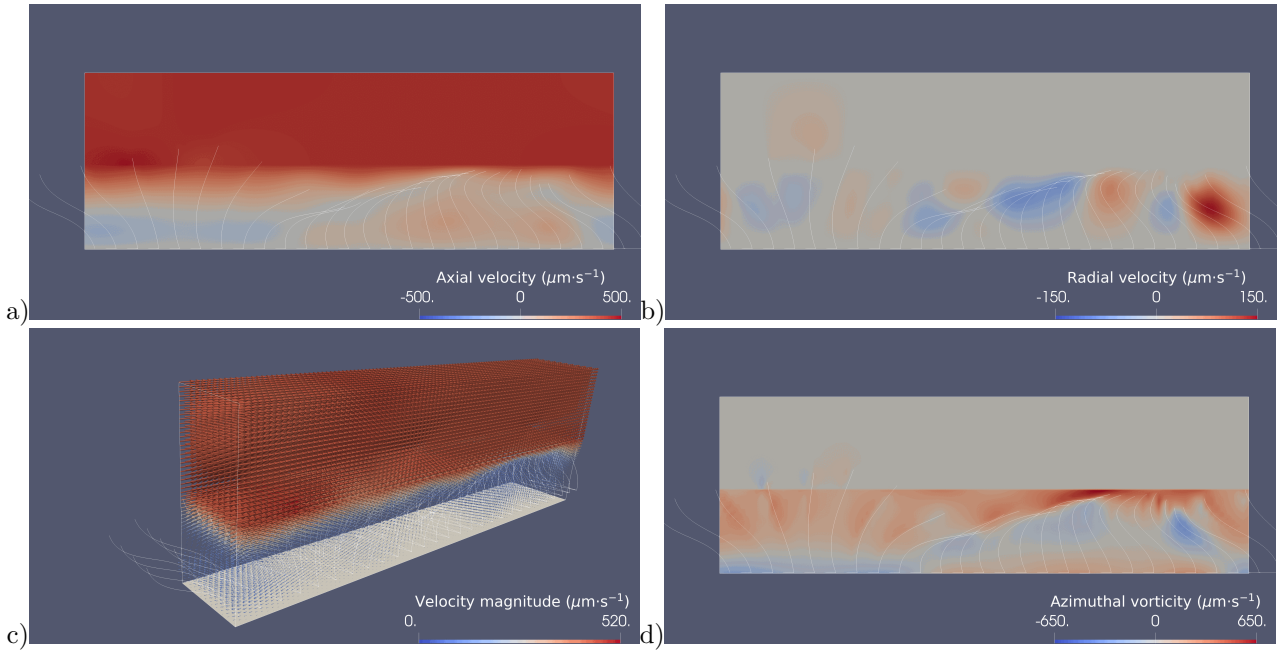 Axial velocity (μm·s⁻¹)
-500. 0 500.
a)
Radial velocity (μm·s⁻¹)
-150. 0 150.
b)
Velocity magnitude (μm·s⁻¹)
0. 520.
c)
Azimuthal vorticity (μm·s⁻¹)
-650. 0 650.
d)